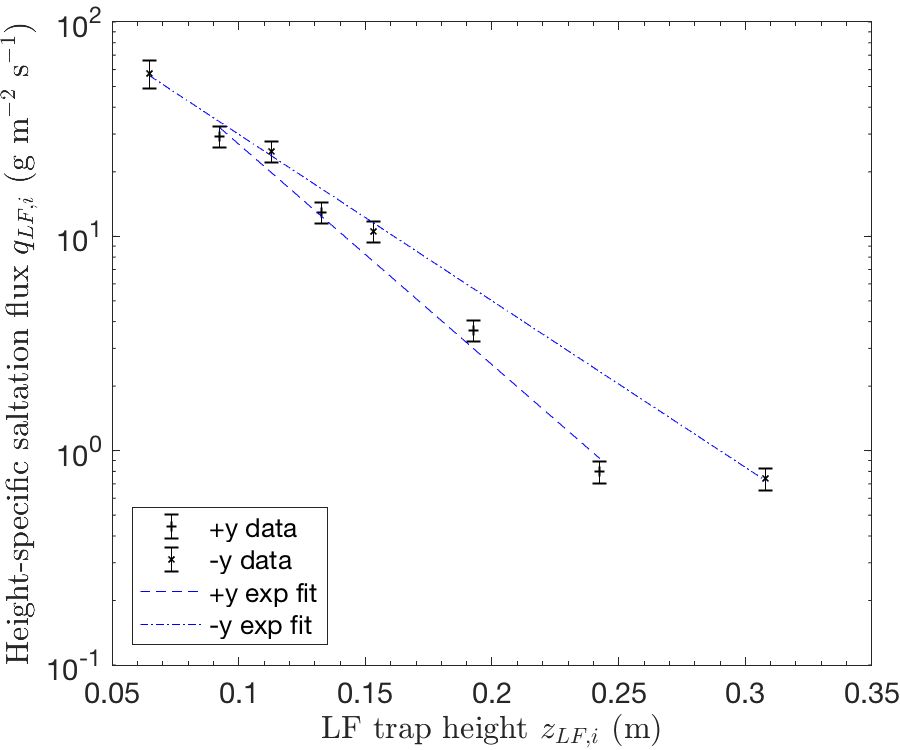 Height-specific saltation flux q_{LF,i} (g m^{-2} s^{-1})
10^2
10^1
10^0
10^{-1}
+y data
-y data
+y exp fit
-y exp fit
0.05 0.1 0.15 0.2 0.25 0.3 0.35
LF trap height z_{LF,i} (m)